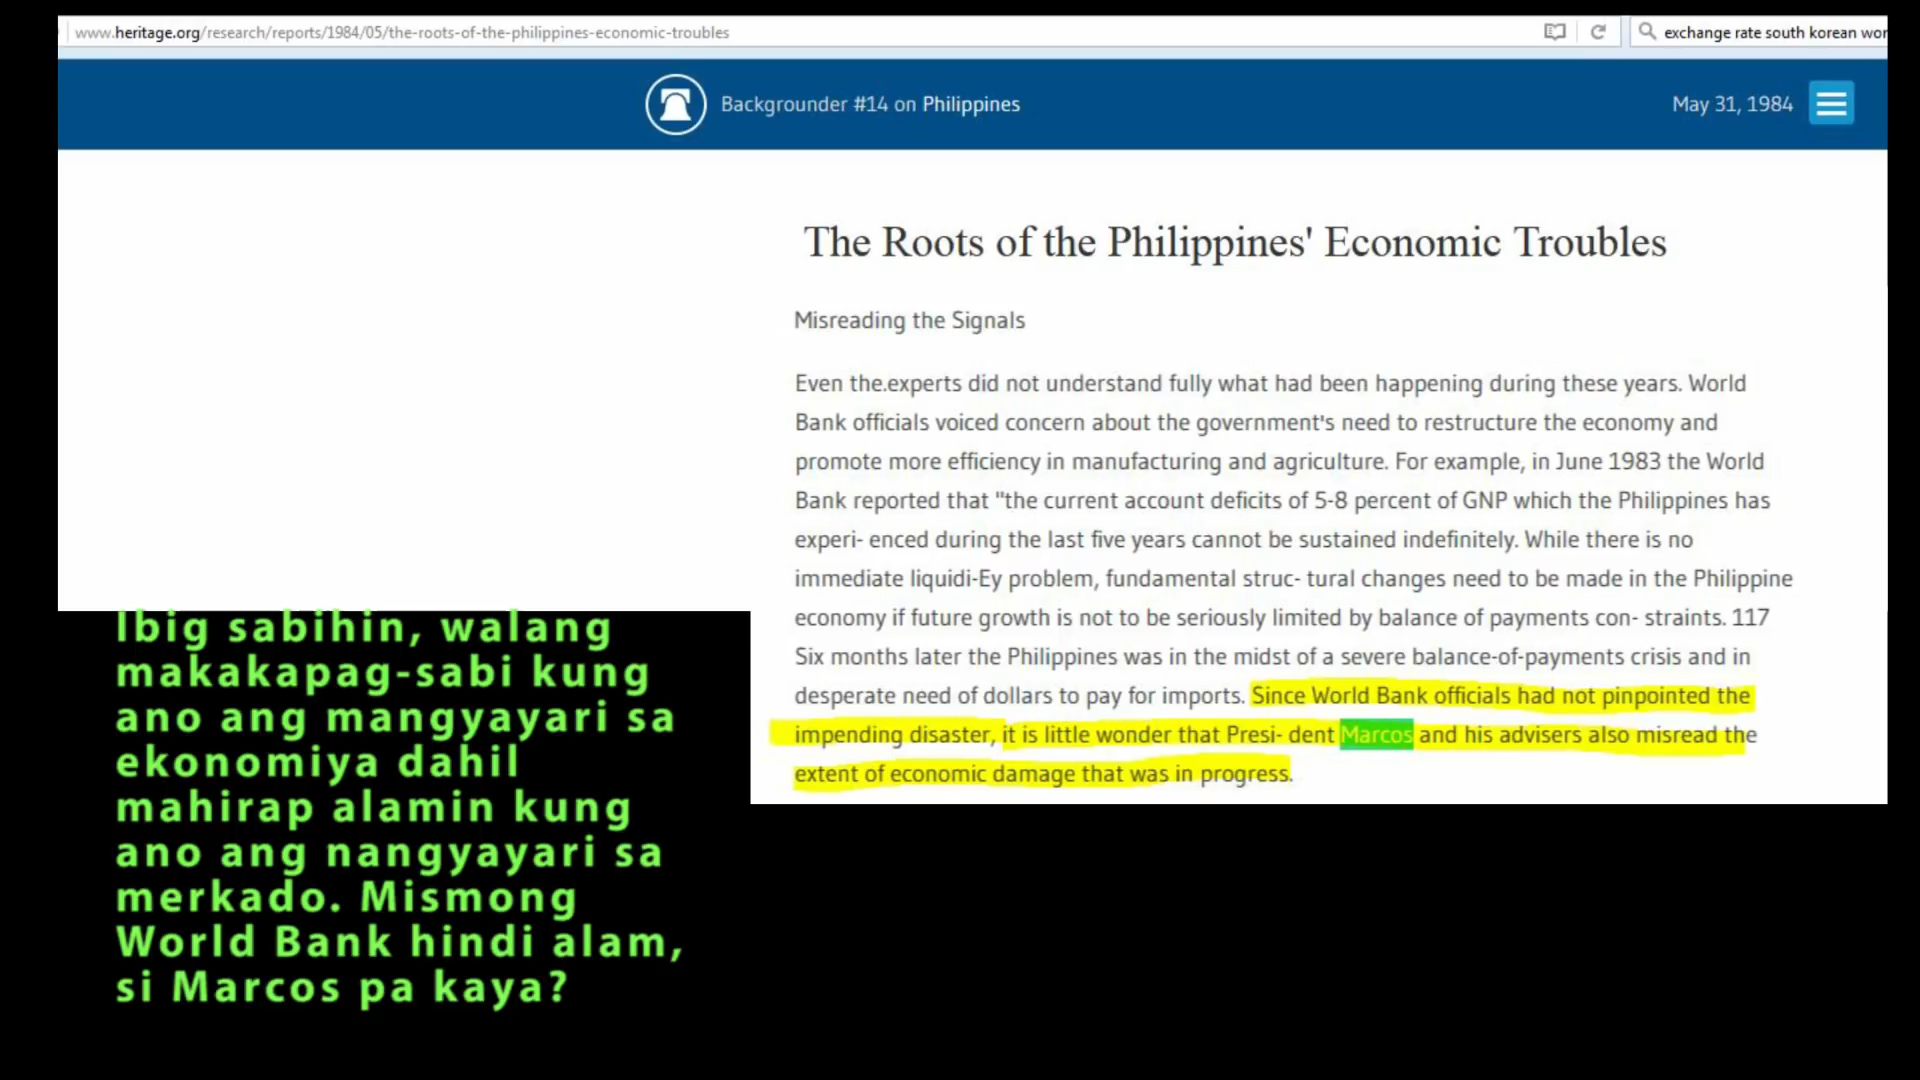 www.heritage.org/research/reports/1984/05/the-roots-of-the-philippines-economic-troubles
exchange rate south korean wor
Backgrounder #14 on Philippines
May 31, 1984
The Roots of the Philippines' Economic Troubles
Misreading the Signals
Even the.experts did not understand fully what had been happening during these years. World
Bank officials voiced concern about the government's need to restructure the economy and
promote more efficiency in manufacturing and agriculture. For example, in June 1983 the World
Bank reported that "the current account deficits of 5-8 percent of GNP which the Philippines has
experi- enced during the last five years cannot be sustained indefinitely. While there is no
immediate liquidi-Ey problem, fundamental struc- tural changes need to be made in the Philippine
economy if future growth is not to be seriously limited by balance of payments con- straints. 117
Six months later the Philippines was in the midst of a severe balance-of-payments crisis and in
desperate need of dollars to pay for imports. Since World Bank officials had not pinpointed the
impending disaster, it is little wonder that Presi- dent Marcos and his advisers also misread the
extent of economic damage that was in progress.
Ibig sabihin, walang
makakapag-sabi kung
ano ang mangyayari sa
ekonomiya dahil
mahirap alamin kung
ano ang nangyayari sa
merkado. Mismong
World Bank hindi alam,
si Marcos pa kaya?